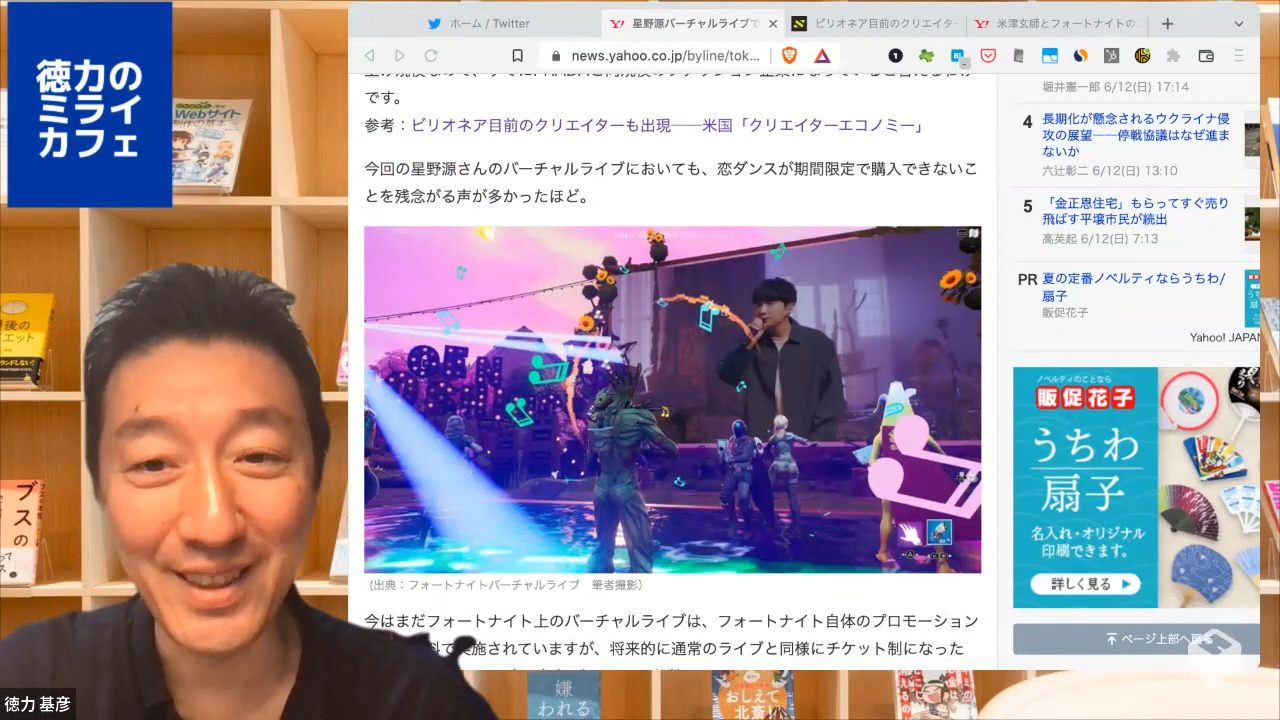 徳力の
ミライ
カフェ
Webサイト
制作の基本
ブスの
徳力 基彦
嫌
われる
おしえて
北斎!
ホーム / Twitter
星野源バーチャルライブで
ビリオネア目前のクリエイター
米津玄師とフォートナイトの
news.yahoo.co.jp/byline/tok...
です。
参考：ビリオネア目前のクリエイターも出現──米国「クリエイターエコノミー」
今回の星野源さんのバーチャルライブにおいても、恋ダンスが期間限定で購入できないこ
とを残念がる声が多かったほど。
(出典：フォートナイトバーチャルライブ　筆者撮影)
今はまだフォートナイト上のバーチャルライブは、フォートナイト自体のプロモーション
で実施されていますが、将来的に通常のライブと同様にチケット制になった
堀井憲一郎 6/12(日) 17:14
4
長期化が懸念されるウクライナ侵
攻の展望──停戦協議はなぜ進ま
ないか
六辻彰二 6/12(日) 13:10
5
「金正恩住宅」もらってすぐ売り
飛ばす平壌市民が続出
高英起 6/12(日) 7:13
PR 夏の定番ノベルティならうちわ/
扇子
販促花子
Yahoo! JAPAN
ノベルティのことなら
販促花子
うちわ
扇子
名入れ・オリジナル
印刷できます。
詳しく見る
ページ上部へ戻る